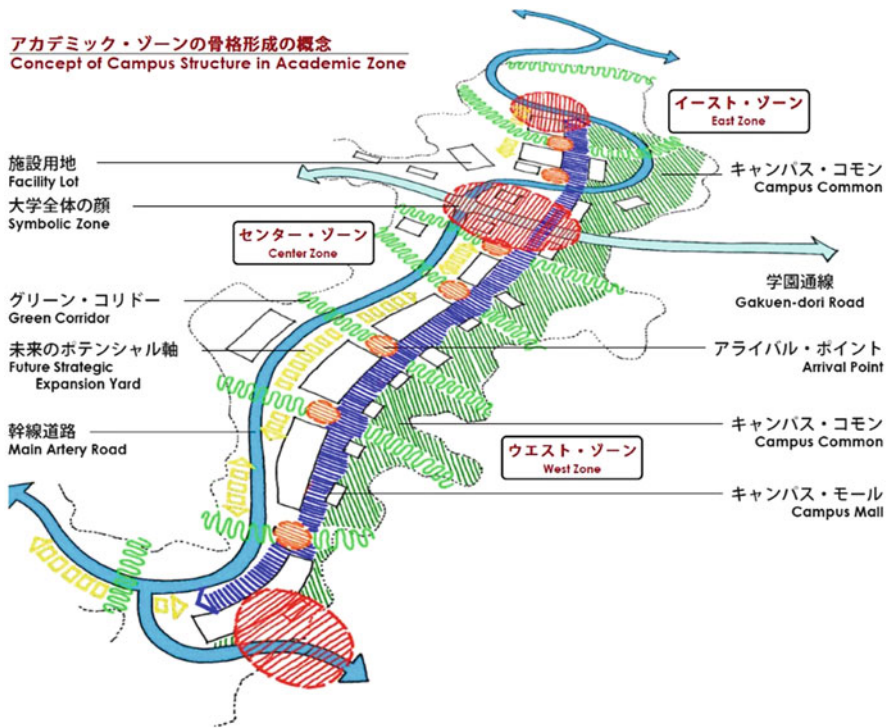 アカデミック・ゾーンの骨格形成の概念
Concept of Campus Structure in Academic Zone
イースト・ゾーン
East Zone
施設用地
Facility Lot
キャンパス・コモン
Campus Common
大学全体の顔
Symbolic Zone
センター・ゾーン
Center Zone
学園通線
Gakuen-dori Road
グリーン・コリドー
Green Corridor
未来のポテンシャル軸
Future Strategic
Expansion Yard
アライバル・ポイント
Arrival Point
幹線道路
Main Artery Road
キャンパス・コモン
Campus Common
ウエスト・ゾーン
West Zone
キャンパス・モール
Campus Mall